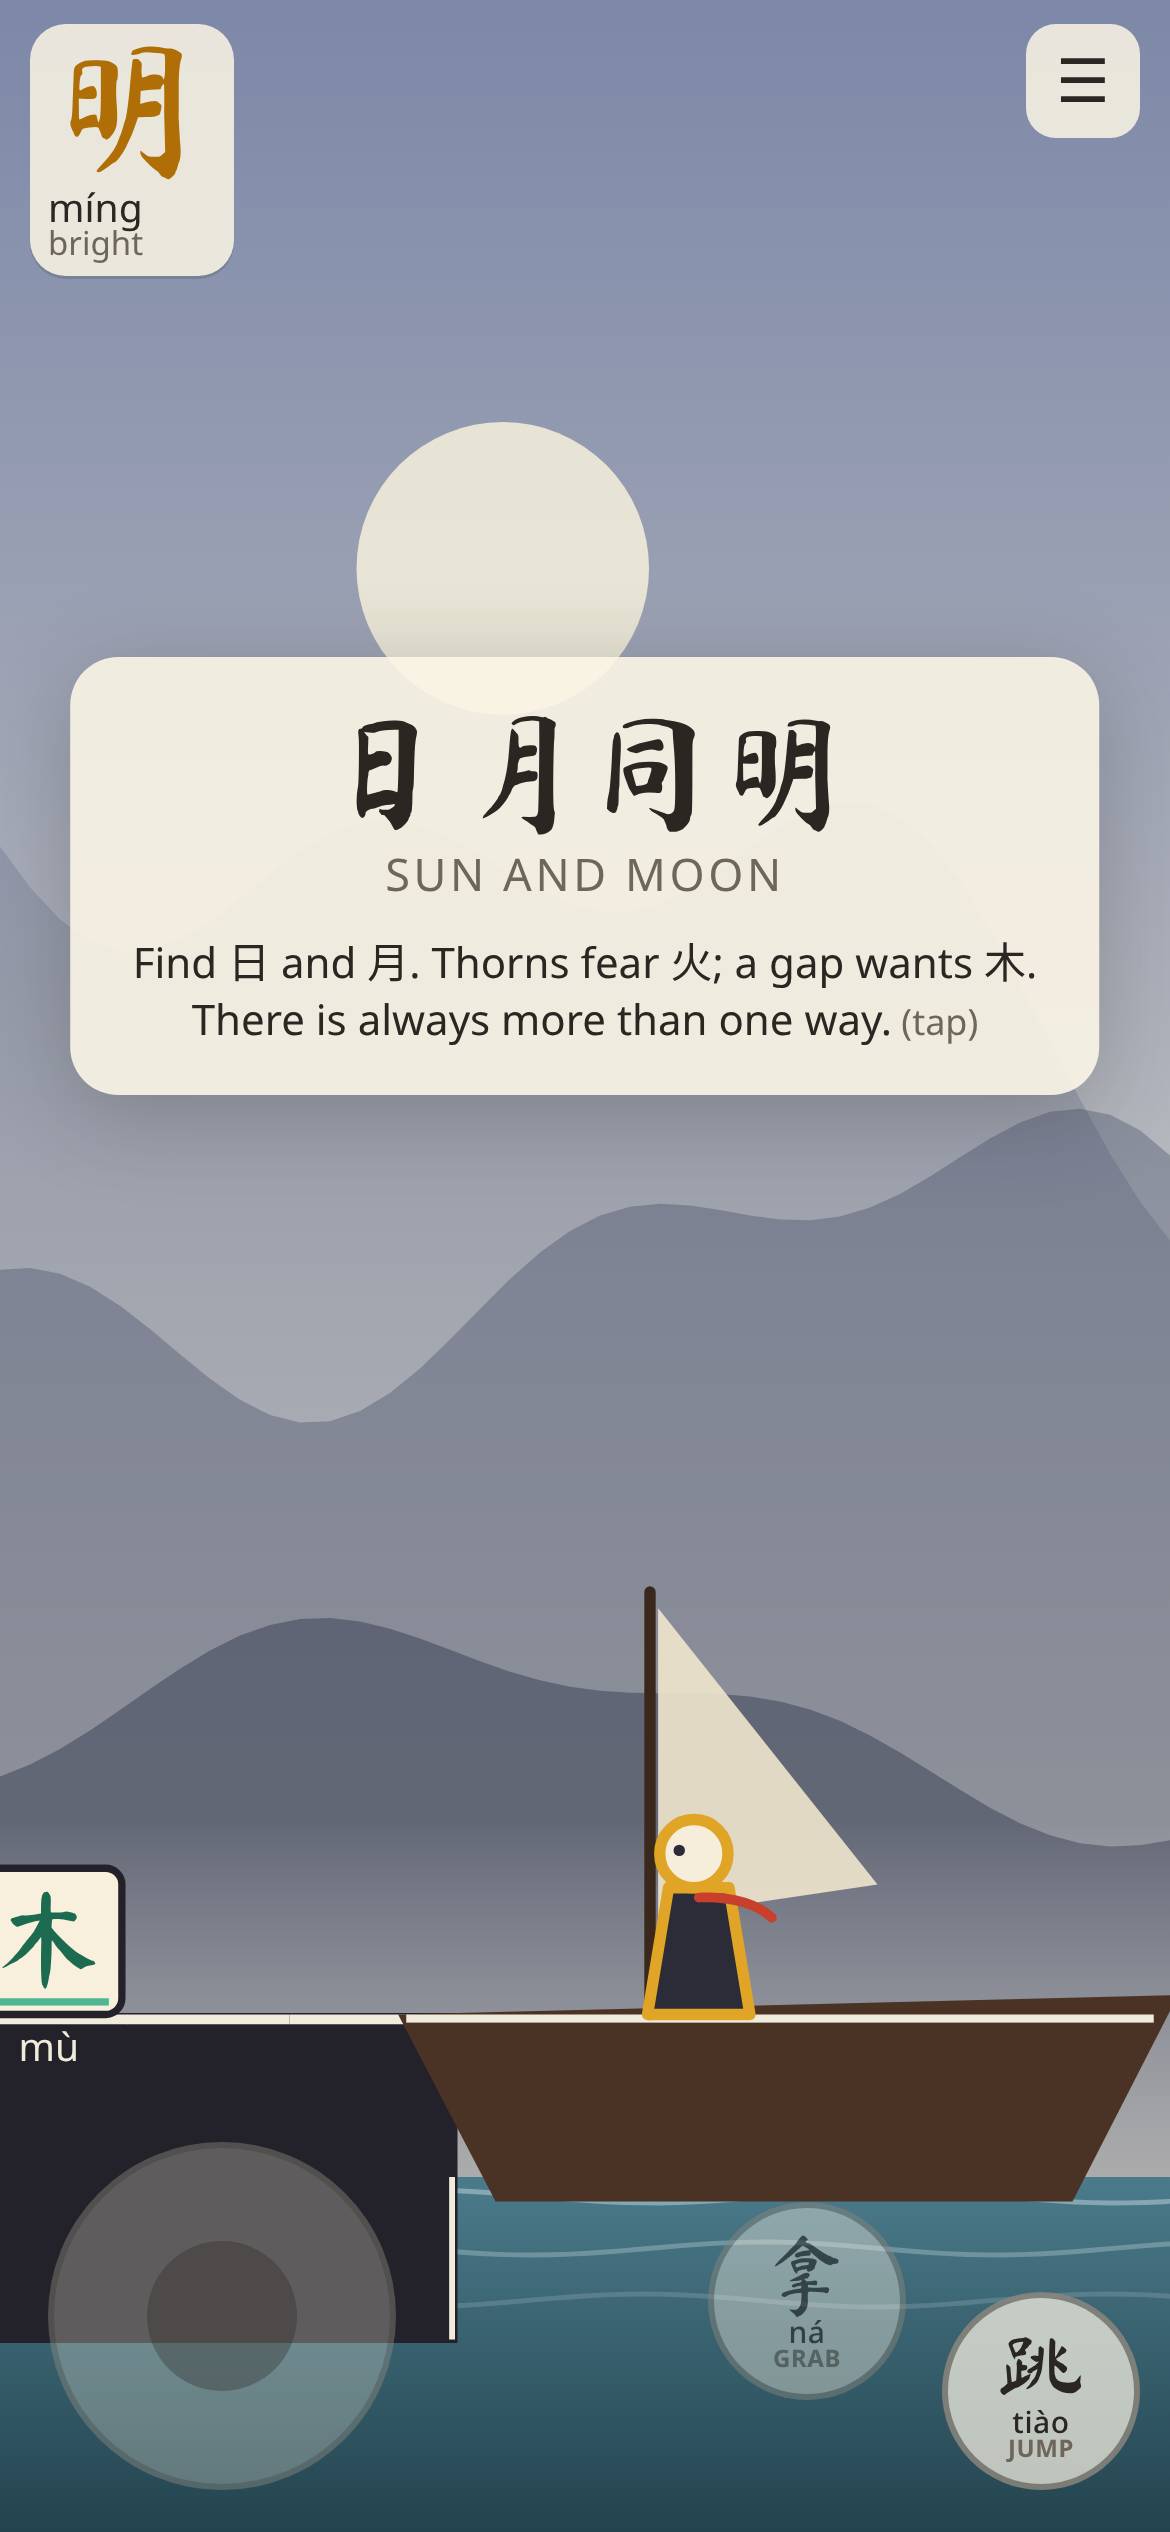 明
míng
bright
☰
日月同明
SUN AND MOON
Find 日 and 月. Thorns fear 火; a gap wants 木.
There is always more than one way. (tap)
木
mù
拿
ná
GRAB
跳
tiào
JUMP